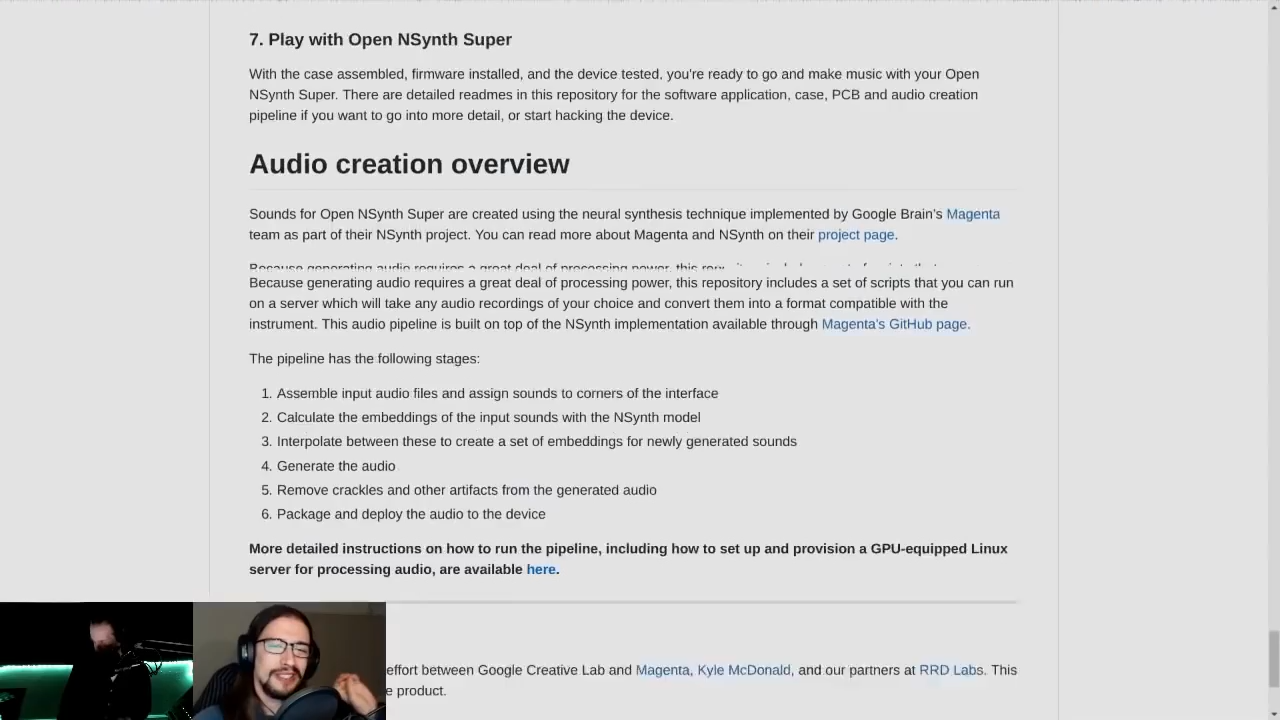 7. Play with Open NSynth Super
With the case assembled, firmware installed, and the device tested, you're ready to go and make music with your Open
NSynth Super. There are detailed readmes in this repository for the software application, case, PCB and audio creation
pipeline if you want to go into more detail, or start hacking the device.
Audio creation overview
Sounds for Open NSynth Super are created using the neural synthesis technique implemented by Google Brain's Magenta
team as part of their NSynth project. You can read more about Magenta and NSynth on their project page.
Because generating audio requires a great deal of processing power, this
Because generating audio requires a great deal of processing power, this repository includes a set of scripts that you can run
on a server which will take any audio recordings of your choice and convert them into a format compatible with the
instrument. This audio pipeline is built on top of the NSynth implementation available through Magenta's GitHub page.
The pipeline has the following stages:
1. Assemble input audio files and assign sounds to corners of the interface
2. Calculate the embeddings of the input sounds with the NSynth model
3. Interpolate between these to create a set of embeddings for newly generated sounds
4. Generate the audio
5. Remove crackles and other artifacts from the generated audio
6. Package and deploy the audio to the device
More detailed instructions on how to run the pipeline, including how to set up and provision a GPU-equipped Linux
server for processing audio, are available here.
effort between Google Creative Lab and Magenta, Kyle McDonald, and our partners at RRD Labs. This
e product.